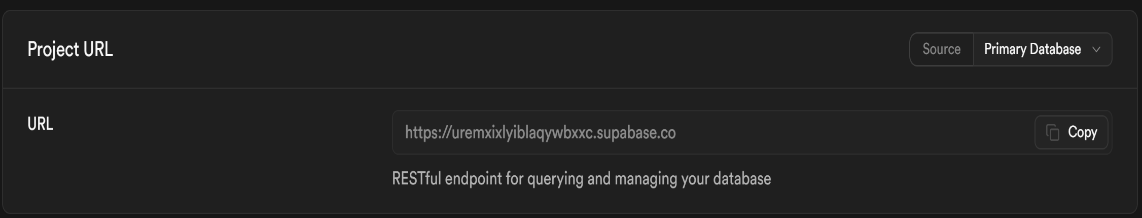 Project URL
Source Primary Database
URL
https://uremxixlyiblaqywbxxc.supabase.co
Copy
RESTful endpoint for querying and managing your database